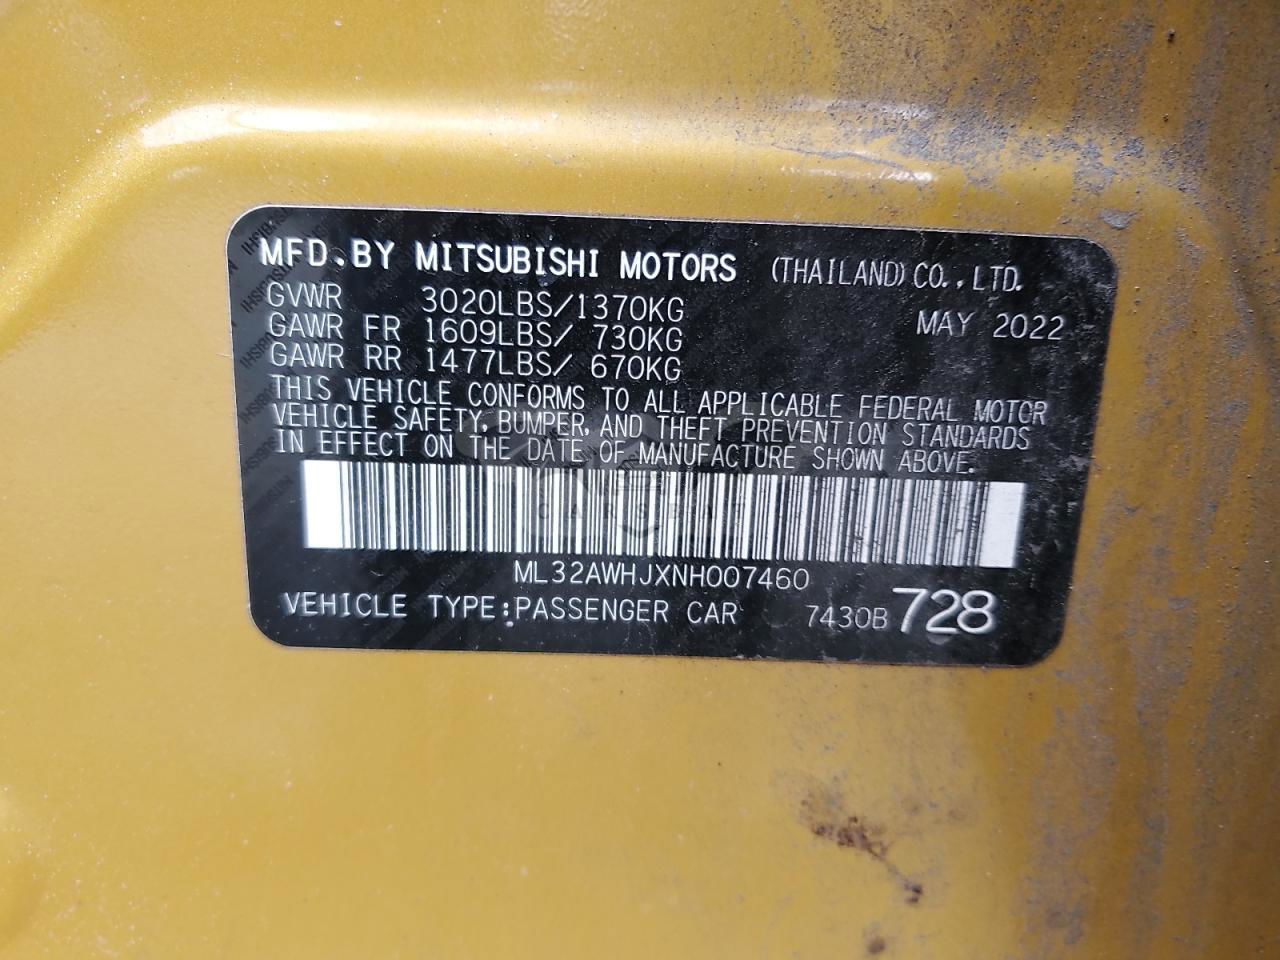 MFD.BY MITSUBISHI MOTORS (THAILAND) CO.,LTD.
GVWR 3020LBS/1370KG
MAY 2022
GAWR FR 1609LBS/ 730KG
GAWR RR 1477LBS/ 670KG
THIS VEHICLE CONFORMS TO ALL APPLICABLE FEDERAL MOTOR
VEHICLE SAFETY, BUMPER, AND THEFT PREVENTION STANDARDS
IN EFFECT ON THE DATE OF MANUFACTURE SHOWN ABOVE.
ML32AWHJXNH007460
VEHICLE TYPE:PASSENGER CAR 7430B 728